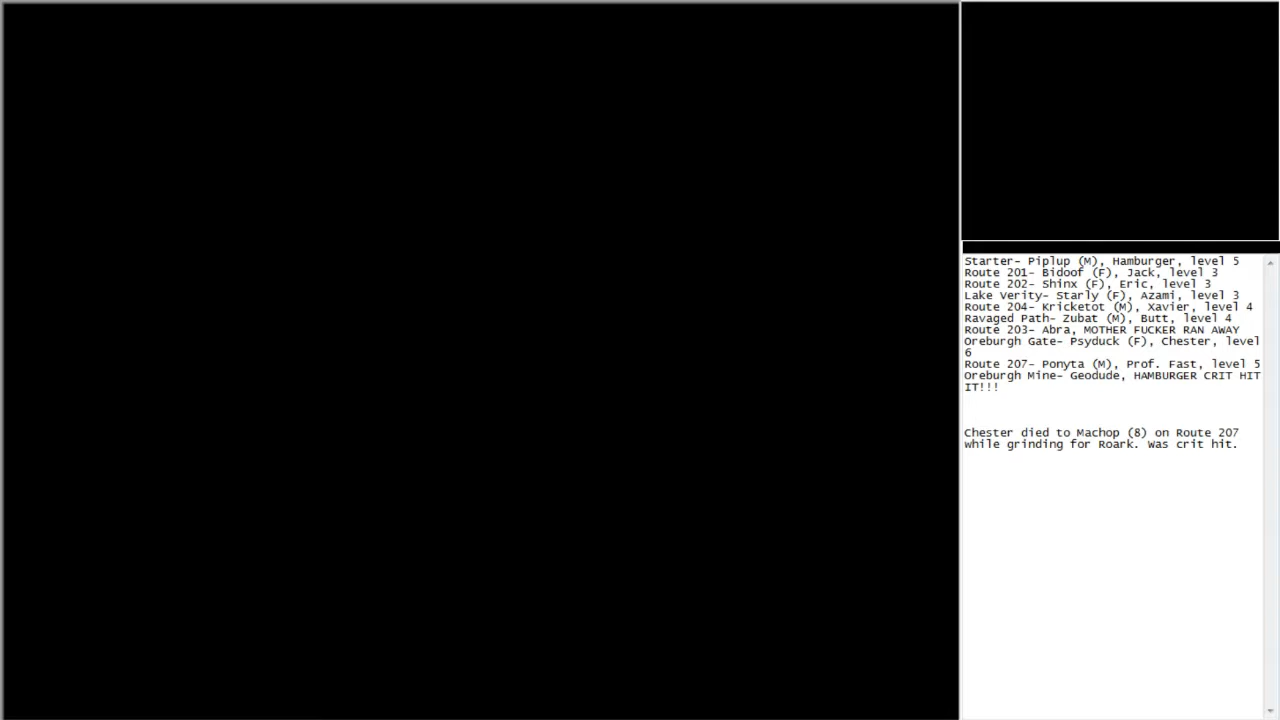 Starter- Piplup (M), Hamburger, level 5
Route 201- Bidoof (F), Jack, level 3
Route 202- Shinx (F), Eric, level 3
Lake Verity- Starly (F), Azami, level 3
Route 204- Kricketot (M), Xavier, level 4
Ravaged Path- Zubat (M), Butt, level 4
Route 203- Abra, MOTHER FUCKER RAN AWAY
Oreburgh Gate- Psyduck (F), Chester, level
6
Route 207- Ponyta (M), Prof. Fast, level 5
Oreburgh Mine- Geodude, HAMBURGER CRIT HIT
IT!!!
Chester died to Machop (8) on Route 207
while grinding for Roark. Was crit hit.